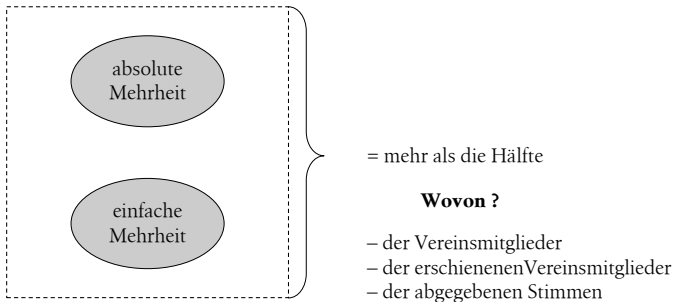 absolute
Mehrheit
= mehr als die Hälfte
Wovon ?
einfache
Mehrheit
– der Vereinsmitglieder
– der erschienenenVereinsmitglieder
– der abgegebenen Stimmen